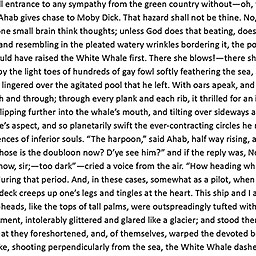 l entrance to any sympathy from the green country without—oh,
Ahab gives chase to Moby Dick. That hazard shall not be thine. No,
one small brain think thoughts; unless God does that beating, does
and resembling in the pleated watery wrinkles bordering it, the po
uld have raised the White Whale first. There she blows!—there sh
by the light toes of hundreds of gay fowl softly feathering the sea,
lingered over the agitated pool that he left. With oars apeak, and
h and through; through every plank and each rib, it thrilled for an i
lipping further into the whale's mouth, and tilting over sideways a
e's aspect, and so planetarily swift the ever-contracting circles he
ences of inferior souls. "The harpoon," said Ahab, half way rising, a
hose is the doubloon now? D'ye see him?" and if the reply was, N
now, sir;—too dark"—cried a voice from the air. "How heading wh
during that period. And, in these cases, somewhat as a pilot, when
deck creeps up one's legs and tingles at the heart. This ship and I a
-heads, like the tops of tall palms, were outspreadingly tufted with
ment, intolerably glittered and glared like a glacier; and stood ther
at they foreshortened, and, of themselves, warped the devoted b
ke, shooting perpendicularly from the sea, the White Whale dashe